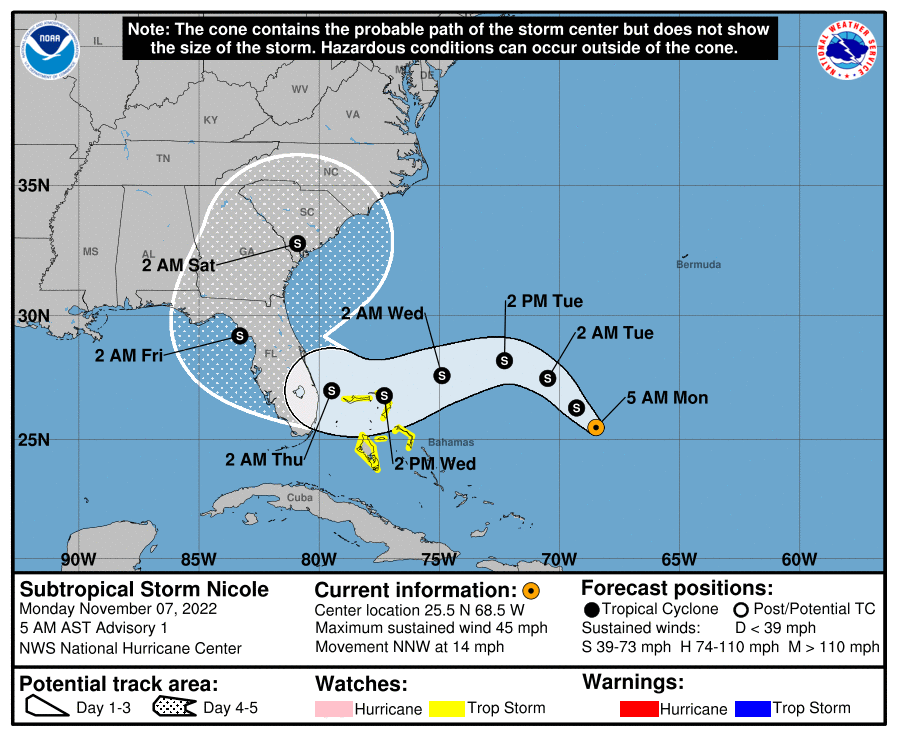 Note: The cone contains the probable path of the storm center but does not show
the size of the storm. Hazardous conditions can occur outside of the cone.
NOAA
NATIONAL WEATHER SERVICE
IL
WV
DE
KY
VA
TN
NC
35N
SC
MS
AL
GA
2 AM Sat
Bermuda
30N
2 AM Wed
2 PM Tue
2 AM Tue
2 AM Fri
FL
5 AM Mon
25N
Bahamas
2 AM Thu
2 PM Wed
Cuba
90W
85W
80W
75W
70W
65W
60W
S
S
S
S
S
S
S
S
Subtropical Storm Nicole
Monday November 07, 2022
5 AM AST Advisory 1
NWS National Hurricane Center
Current information:
Center location 25.5 N 68.5 W
Maximum sustained wind 45 mph
Movement NNW at 14 mph
Forecast positions:
Tropical Cyclone Post/Potential TC
Sustained winds: D < 39 mph
S 39-73 mph H 74-110 mph M > 110 mph
Potential track area:
Day 1-3 Day 4-5
Watches:
Hurricane Trop Storm
Warnings:
Hurricane Trop Storm